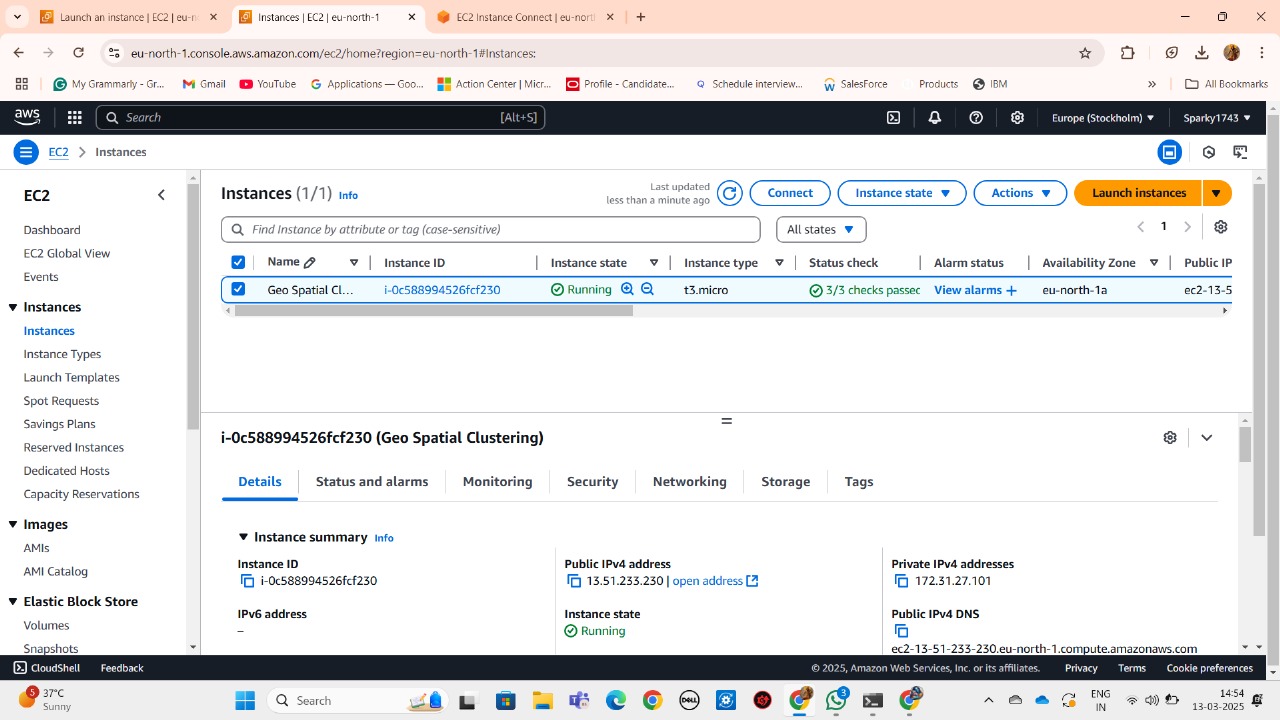 Launch an instance | EC2 | eu-n
Instances | EC2 | eu-north-1
EC2 Instance Connect | eu-nort
eu-north-1.console.aws.amazon.com/ec2/home?region=eu-north-1#Instances:
My Grammarly - Gr...
Gmail
YouTube
Applications — Goo...
Action Center | Micr...
Profile - Candidate...
Schedule interview...
SalesForce
Products
IBM
All Bookmarks
aws
Search
[Alt+S]
Europe (Stockholm)
Sparky1743
EC2
Instances
EC2
Dashboard
EC2 Global View
Events
Instances
Instances
Instance Types
Launch Templates
Spot Requests
Savings Plans
Reserved Instances
Dedicated Hosts
Capacity Reservations
Images
AMIs
AMI Catalog
Elastic Block Store
Volumes
Snapshots
Instances (1/1) Info
Last updated
less than a minute ago
Connect
Instance state
Actions
Launch instances
Find Instance by attribute or tag (case-sensitive)
All states
1
Name
Instance ID
Instance state
Instance type
Status check
Alarm status
Availability Zone
Public IP
Geo Spatial Cl...
i-0c588994526fcf230
Running
t3.micro
3/3 checks passec
View alarms +
eu-north-1a
ec2-13-5
i-0c588994526fcf230 (Geo Spatial Clustering)
Details
Status and alarms
Monitoring
Security
Networking
Storage
Tags
Instance summary Info
Instance ID
i-0c588994526fcf230
Public IPv4 address
13.51.233.230 | open address
Private IPv4 addresses
172.31.27.101
IPv6 address
–
Instance state
Running
Public IPv4 DNS
ec2-13-51-233-230.eu-north-1.compute.amazonaws.com
CloudShell
Feedback
© 2025, Amazon Web Services, Inc. or its affiliates.
Privacy
Terms
Cookie preferences
5
37°C
Sunny
Search
DELL
3
ENG
IN
14:54
13-03-2025